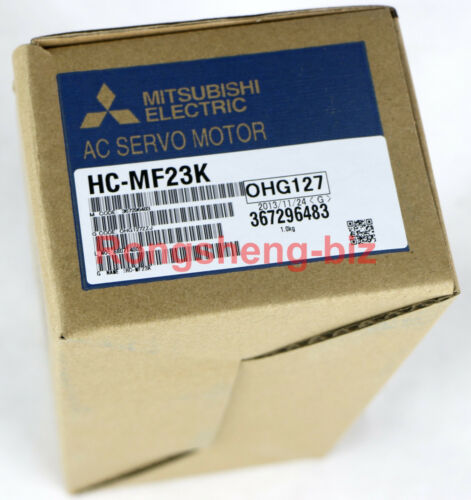 MITSUBISHI
ELECTRIC
AC SERVO MOTOR
HC-MF23K
OHG127
2013/11/24 <G>
367296483
1.0kg
Rongsheng-biz